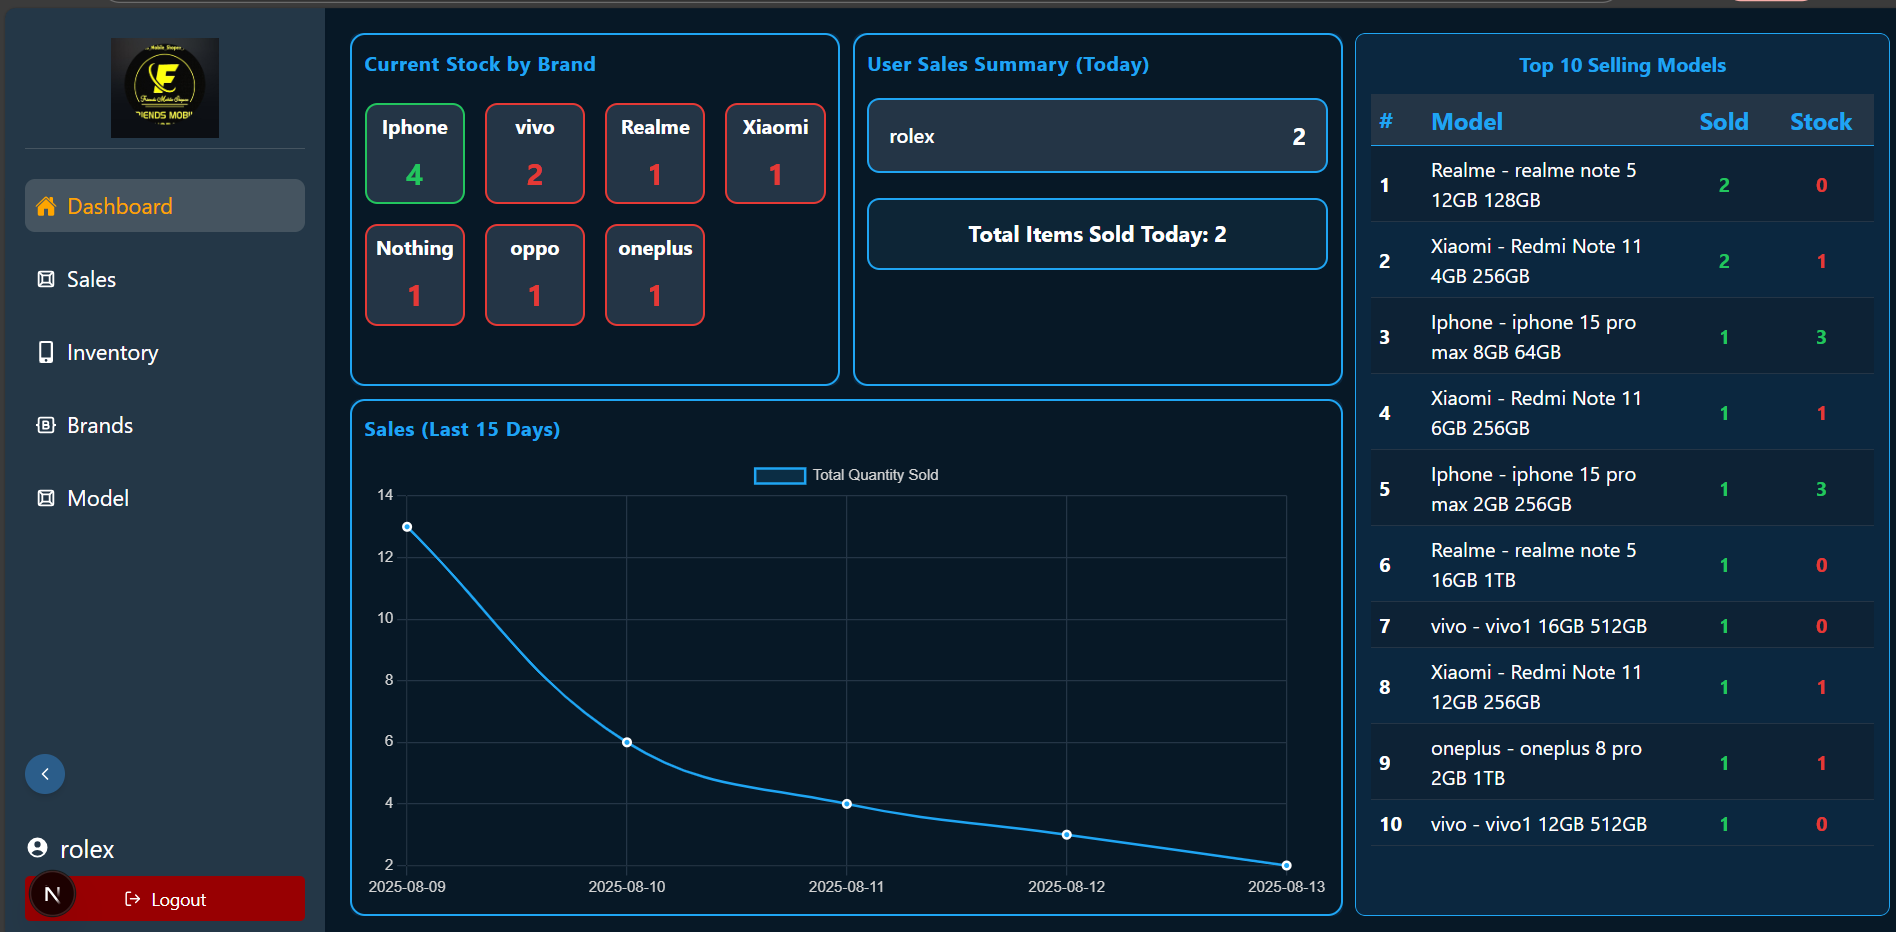 Mobile Shopee
Friends Mobile Shopee
RIENDS MOBI
Dashboard
Sales
Inventory
Brands
Model
rolex
N
Logout
Current Stock by Brand
Iphone
4
vivo
2
Realme
1
Xiaomi
1
Nothing
1
oppo
1
oneplus
1
User Sales Summary (Today)
rolex 2
Total Items Sold Today: 2
Sales (Last 15 Days)
Total Quantity Sold
14
12
10
8
6
4
2
2025-08-09 2025-08-10 2025-08-11 2025-08-12 2025-08-13
Top 10 Selling Models
# Model Sold Stock
1 Realme - realme note 5 2 0
12GB 128GB
2 Xiaomi - Redmi Note 11 2 1
4GB 256GB
3 Iphone - iphone 15 pro 1 3
max 8GB 64GB
4 Xiaomi - Redmi Note 11 1 1
6GB 256GB
5 Iphone - iphone 15 pro 1 3
max 2GB 256GB
6 Realme - realme note 5 1 0
16GB 1TB
7 vivo - vivo1 16GB 512GB 1 0
8 Xiaomi - Redmi Note 11 1 1
12GB 256GB
9 oneplus - oneplus 8 pro 1 1
2GB 1TB
10 vivo - vivo1 12GB 512GB 1 0